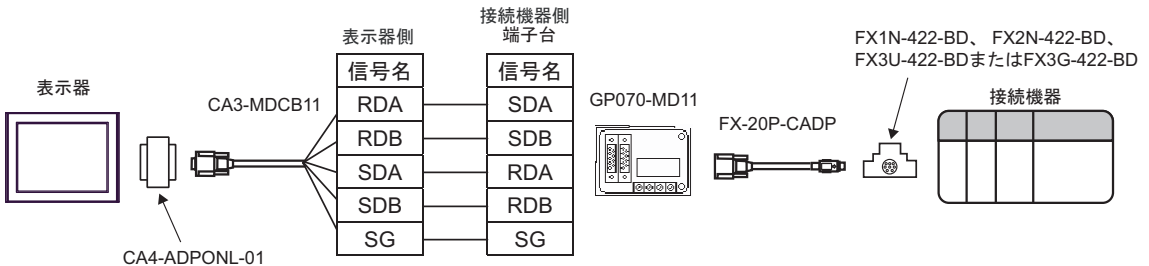 表示器
CA4-ADPONL-01
CA3-MDCB11
表示器側
信号名
RDA
RDB
SDA
SDB
SG
接続機器側
端子台
信号名
SDA
SDB
RDA
RDB
SG
GP070-MD11
FX-20P-CADP
FX1N-422-BD、 FX2N-422-BD、
FX3U-422-BDまたはFX3G-422-BD
接続機器